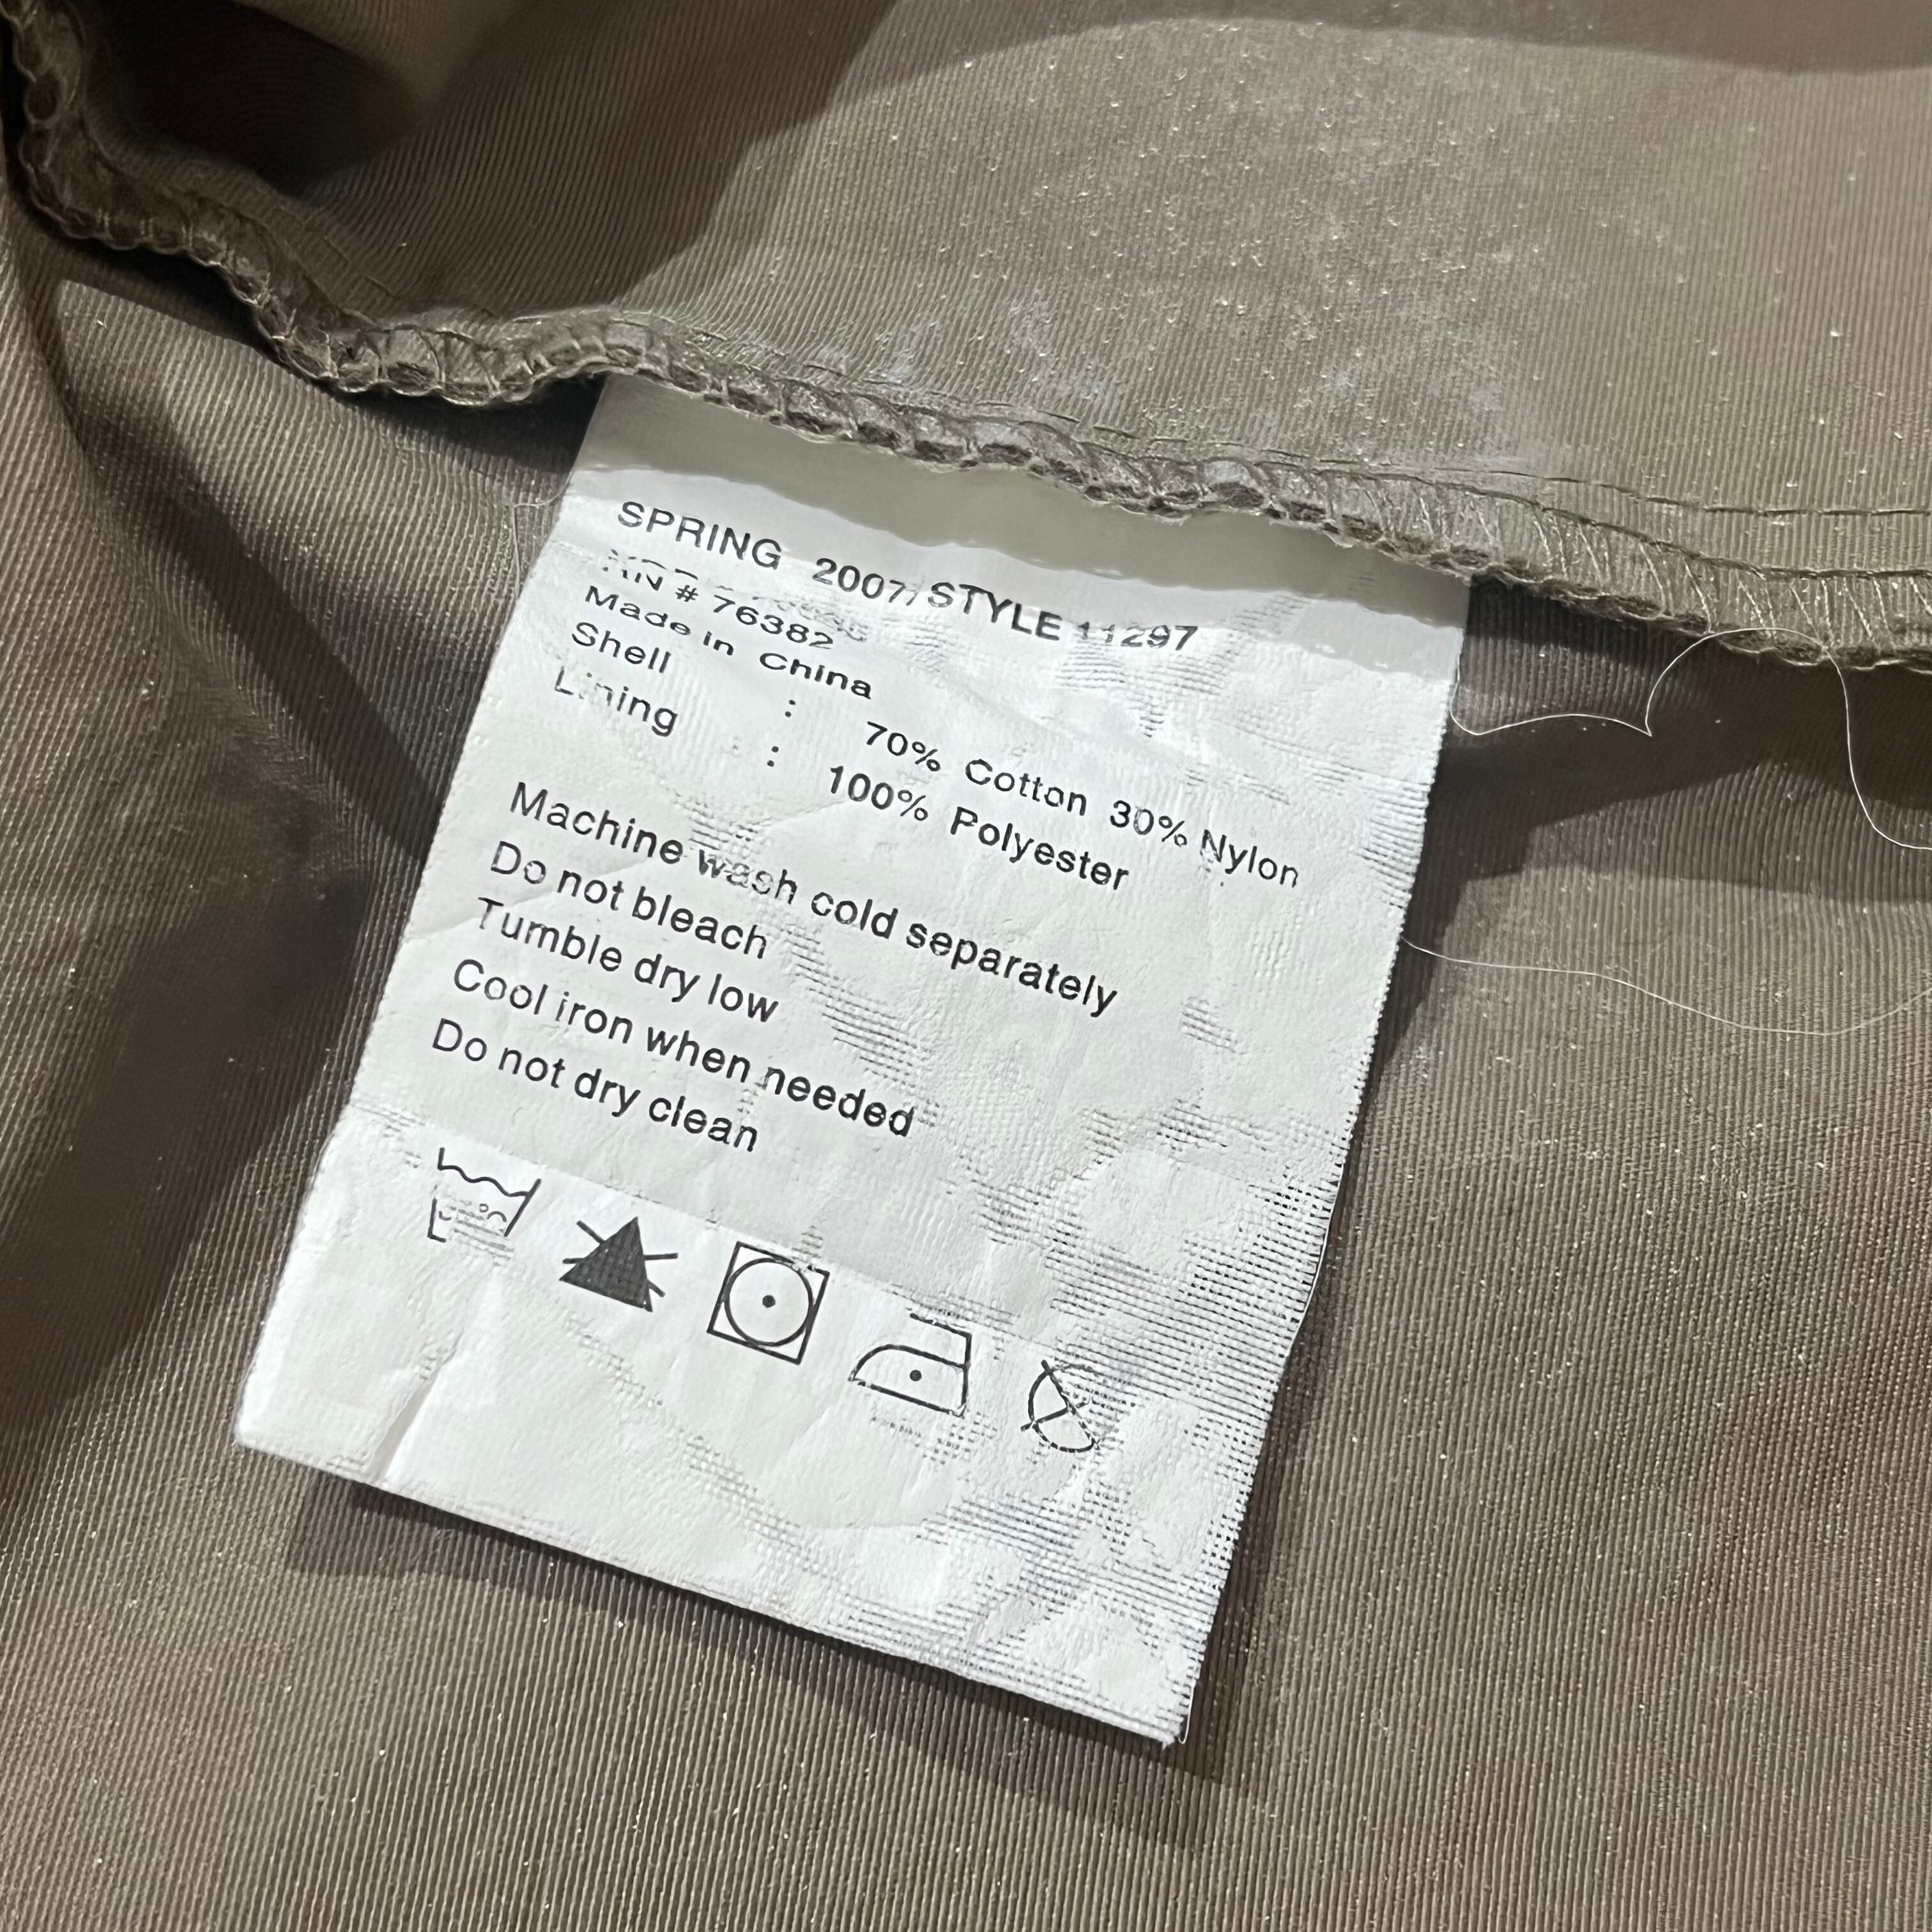 SPRING 2007/ STYLE 11297
RN # 76382
Made in China
Shell : 70% Cotton 30% Nylon
Lining : 100% Polyester
Machine wash cold separately
Do not bleach
Tumble dry low
Cool iron when needed
Do not dry clean